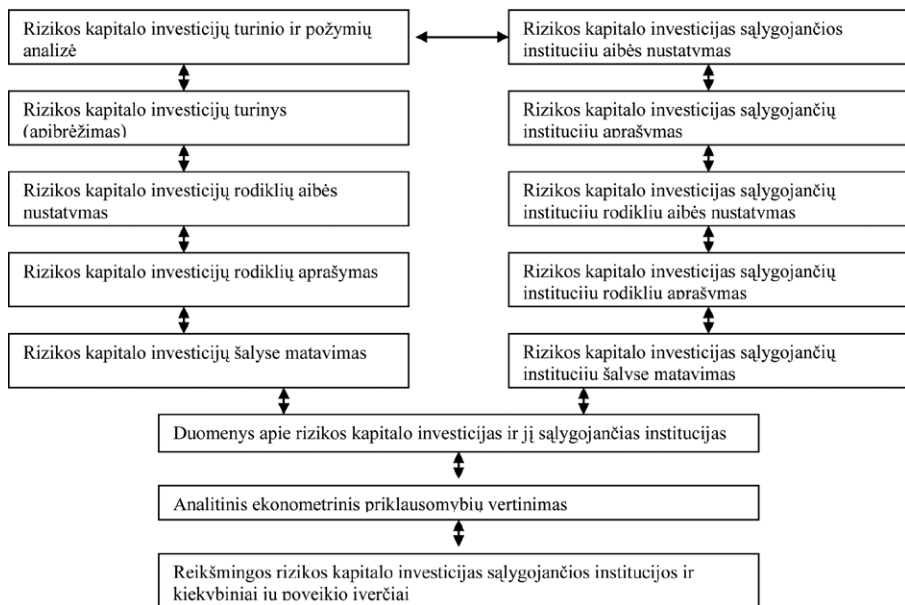 Rizikos kapitalo investicijų turinio ir požymių
analizė
Rizikos kapitalo investicijas sąlygojančios
institucijų aibės nustatymas
Rizikos kapitalo investicijų turinys
(apibrėžimas)
Rizikos kapitalo investicijas sąlygojančių
institucijų aprašymas
Rizikos kapitalo investicijų rodiklių aibės
nustatymas
Rizikos kapitalo investicijas sąlygojančių
institucijų rodiklių aibės nustatymas
Rizikos kapitalo investicijų rodiklių aprašymas
Rizikos kapitalo investicijas sąlygojančių
institucijų rodiklių aprašymas
Rizikos kapitalo investicijų šalyse matavimas
Rizikos kapitalo investicijas sąlygojančių
institucijų šalyse matavimas
Duomenys apie rizikos kapitalo investicijas ir jį sąlygojančias institucijas
Analitinis ekonometrinis priklausomybių vertinimas
Reikšmingos rizikos kapitalo investicijas sąlygojančios institucijos ir
kiekybiniai jų poveikio įverčiai